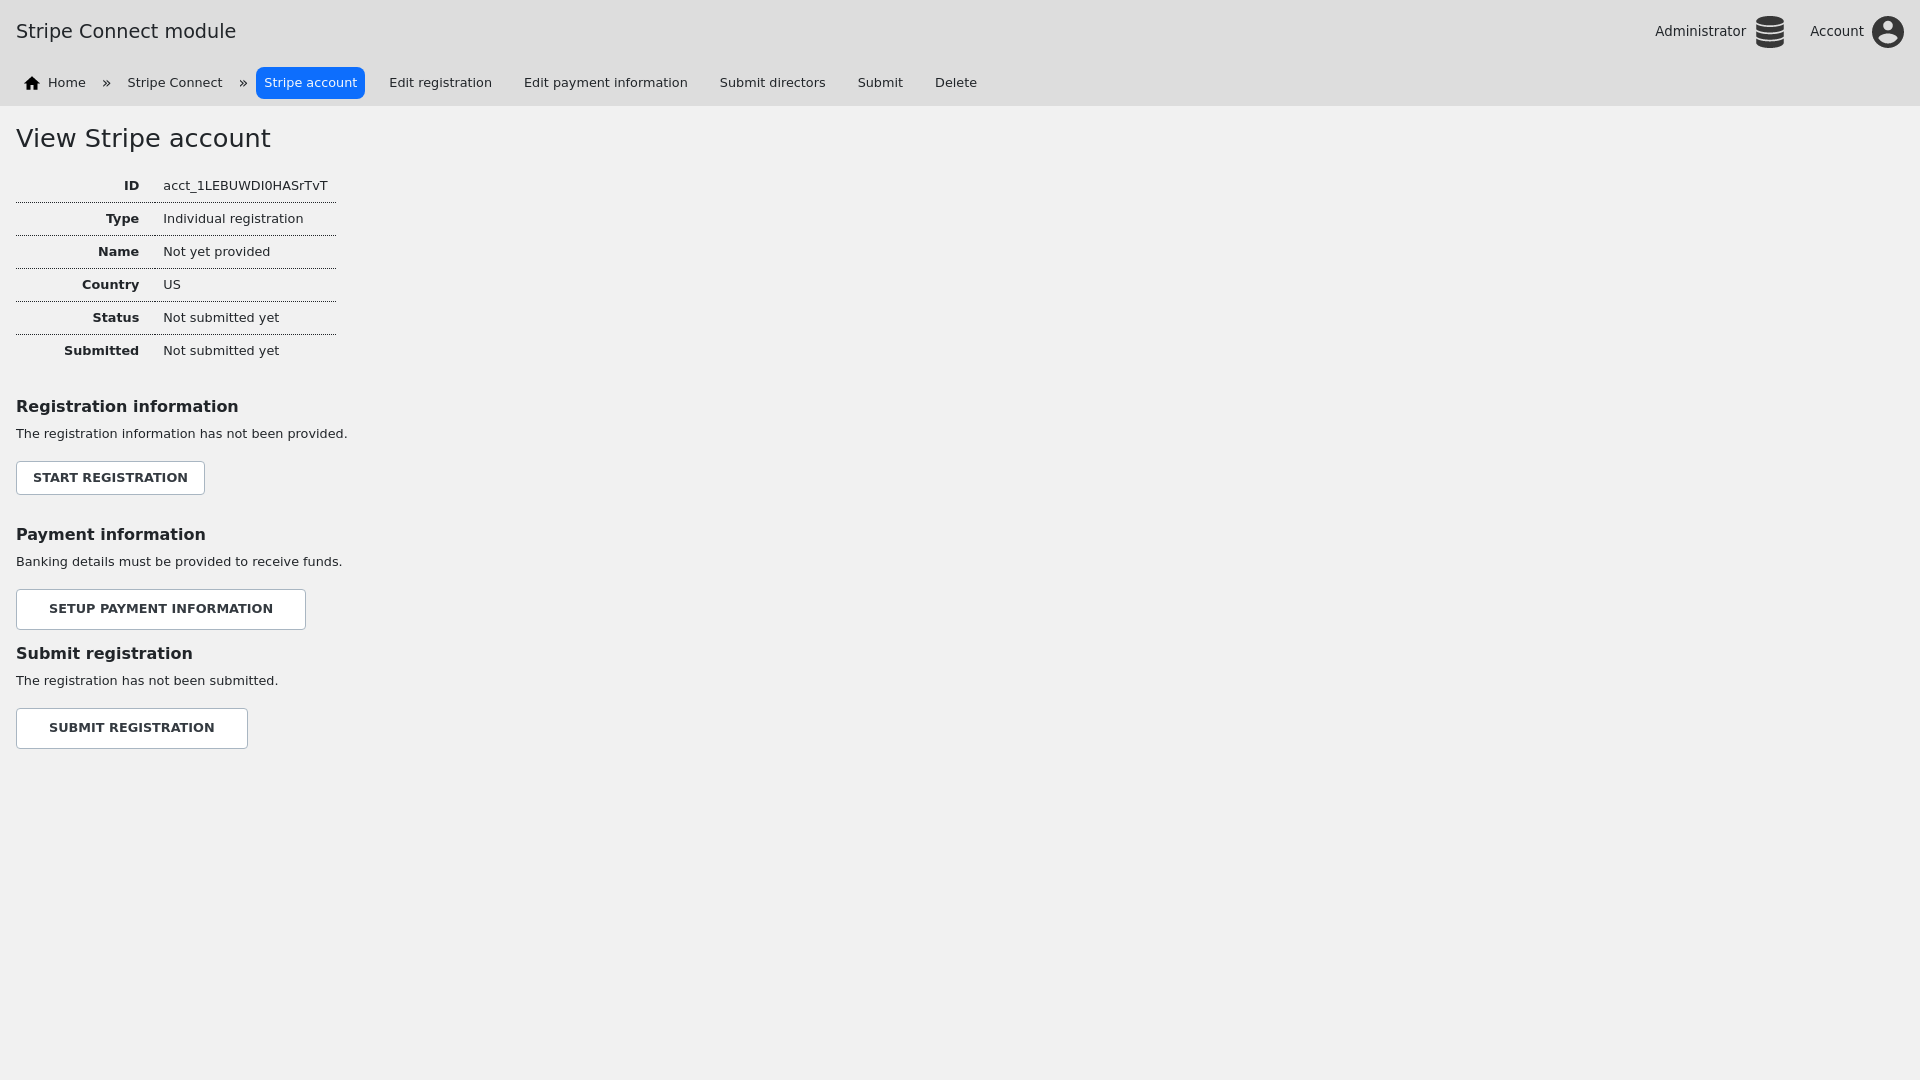 Stripe Connect module
Administrator
Account
Home » Stripe Connect » Stripe account Edit registration Edit payment information Submit directors Submit Delete
View Stripe account
ID acct_1LEBUWDI0HASrTvT
Type Individual registration
Name Not yet provided
Country US
Status Not submitted yet
Submitted Not submitted yet
Registration information
The registration information has not been provided.
START REGISTRATION
Payment information
Banking details must be provided to receive funds.
SETUP PAYMENT INFORMATION
Submit registration
The registration has not been submitted.
SUBMIT REGISTRATION